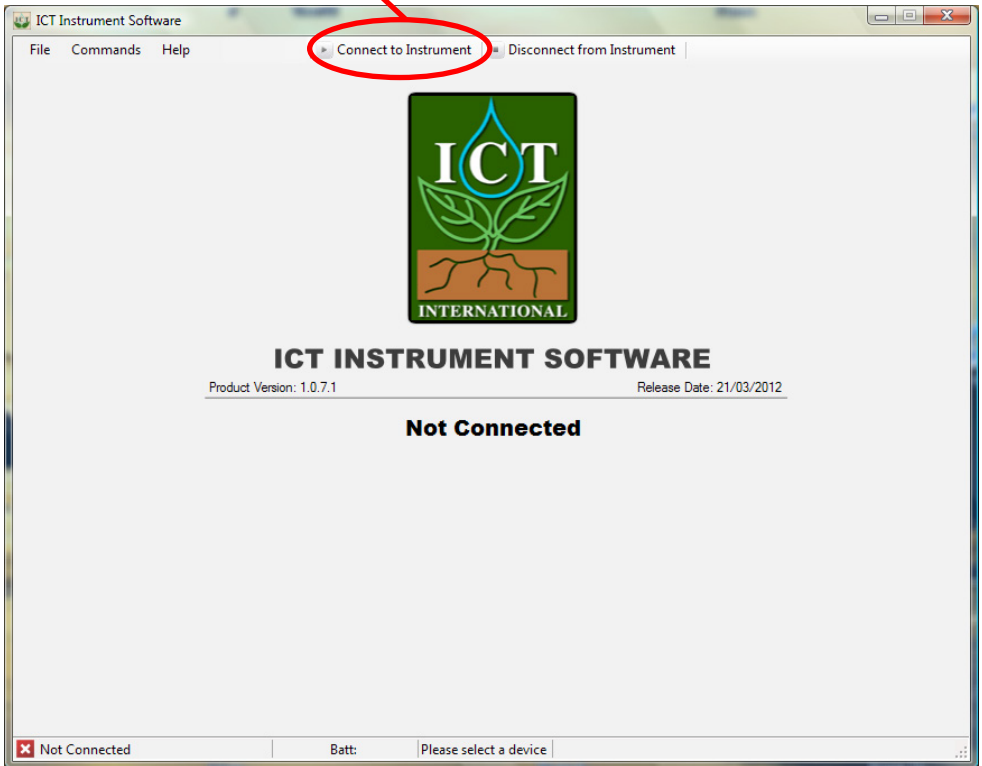 ICT Instrument Software
File Commands Help Connect to Instrument Disconnect from Instrument
ICT
INTERNATIONAL
ICT INSTRUMENT SOFTWARE
Product Version: 1.0.7.1 Release Date: 21/03/2012
Not Connected
Not Connected Batt: Please select a device